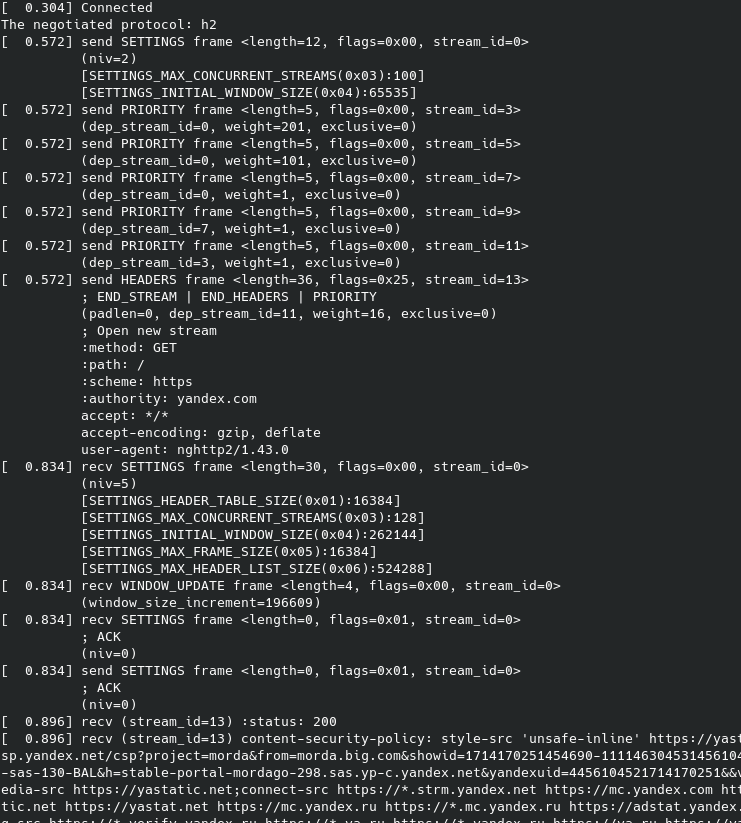 [  0.304] Connected
The negotiated protocol: h2
[  0.572] send SETTINGS frame <length=12, flags=0x00, stream_id=0>
          (niv=2)
          [SETTINGS_MAX_CONCURRENT_STREAMS(0x03):100]
          [SETTINGS_INITIAL_WINDOW_SIZE(0x04):65535]
[  0.572] send PRIORITY frame <length=5, flags=0x00, stream_id=3>
          (dep_stream_id=0, weight=201, exclusive=0)
[  0.572] send PRIORITY frame <length=5, flags=0x00, stream_id=5>
          (dep_stream_id=0, weight=101, exclusive=0)
[  0.572] send PRIORITY frame <length=5, flags=0x00, stream_id=7>
          (dep_stream_id=0, weight=1, exclusive=0)
[  0.572] send PRIORITY frame <length=5, flags=0x00, stream_id=9>
          (dep_stream_id=7, weight=1, exclusive=0)
[  0.572] send PRIORITY frame <length=5, flags=0x00, stream_id=11>
          (dep_stream_id=3, weight=1, exclusive=0)
[  0.572] send HEADERS frame <length=36, flags=0x25, stream_id=13>
          ; END_STREAM | END_HEADERS | PRIORITY
          (padlen=0, dep_stream_id=11, weight=16, exclusive=0)
          ; Open new stream
          :method: GET
          :path: /
          :scheme: https
          :authority: yandex.com
          accept: */*
          accept-encoding: gzip, deflate
          user-agent: nghttp2/1.43.0
[  0.834] recv SETTINGS frame <length=30, flags=0x00, stream_id=0>
          (niv=5)
          [SETTINGS_HEADER_TABLE_SIZE(0x01):16384]
          [SETTINGS_MAX_CONCURRENT_STREAMS(0x03):128]
          [SETTINGS_INITIAL_WINDOW_SIZE(0x04):262144]
          [SETTINGS_MAX_FRAME_SIZE(0x05):16384]
          [SETTINGS_MAX_HEADER_LIST_SIZE(0x06):524288]
[  0.834] recv WINDOW_UPDATE frame <length=4, flags=0x00, stream_id=0>
          (window_size_increment=196609)
[  0.834] recv SETTINGS frame <length=0, flags=0x01, stream_id=0>
          ; ACK
          (niv=0)
[  0.834] send SETTINGS frame <length=0, flags=0x01, stream_id=0>
          ; ACK
          (niv=0)
[  0.896] recv (stream_id=13) :status: 200
[  0.896] recv (stream_id=13) content-security-policy: style-src 'unsafe-inline' https://yast
sp.yandex.net/csp?project=morda&from=morda.big.com&showid=1714170251454690-111146304531456104
-sas-130-BAL&h=stable-portal-mordago-298.sas.yp-c.yandex.net&yandexuid=4456104521714170251&&v
edia-src https://yastatic.net;connect-src https://*.strm.yandex.net https://mc.yandex.com htt
tic.net https://yastat.net https://mc.yandex.ru https://*.mc.yandex.ru https://adstat.yandex.